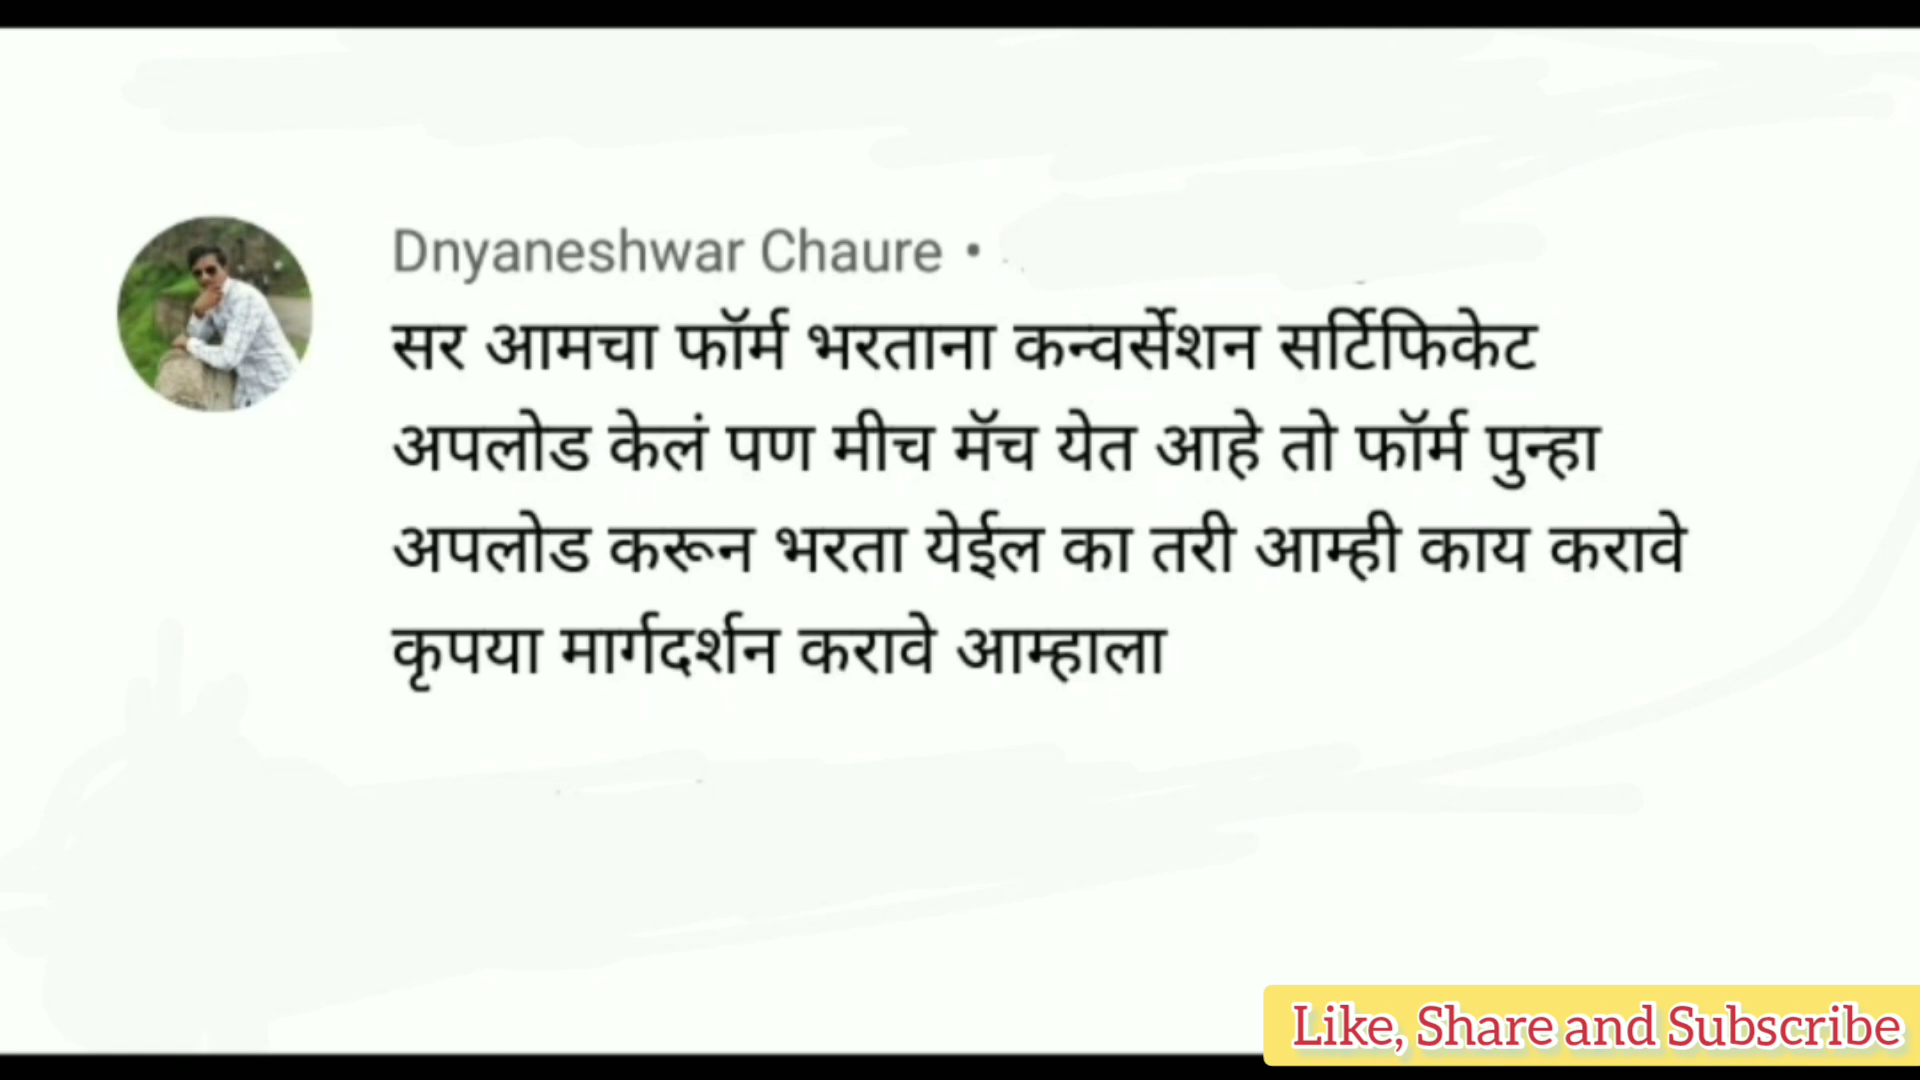 Dnyaneshwar Chaure •
सर आमचा फॉर्म भरताना कन्वर्सेशन सर्टिफिकेट
अपलोड केलं पण मीच मॅच येत आहे तो फॉर्म पुन्हा
अपलोड करून भरता येईल का तरी आम्ही काय करावे
कृपया मार्गदर्शन करावे आम्हाला
Like, Share and Subscribe